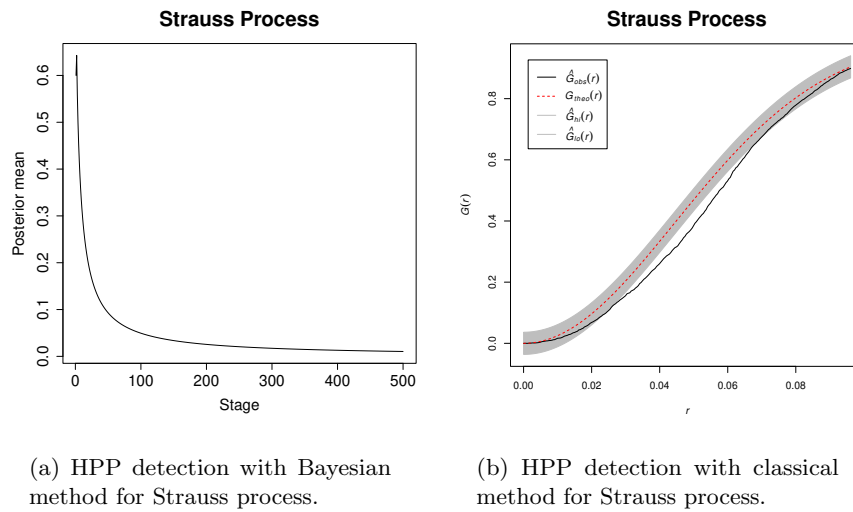 Strauss Process
Posterior mean
0.6
0.5
0.4
0.3
0.2
0.1
0.0
0 100 200 300 400 500
Stage
(a) HPP detection with Bayesian
method for Strauss process.
Strauss Process
Ĝobs(r)
Gtheo(r)
Ĝhi(r)
Ĝlo(r)
G(r)
0.8
0.6
0.4
0.2
0.0
0.00 0.02 0.04 0.06 0.08
r
(b) HPP detection with classical
method for Strauss process.